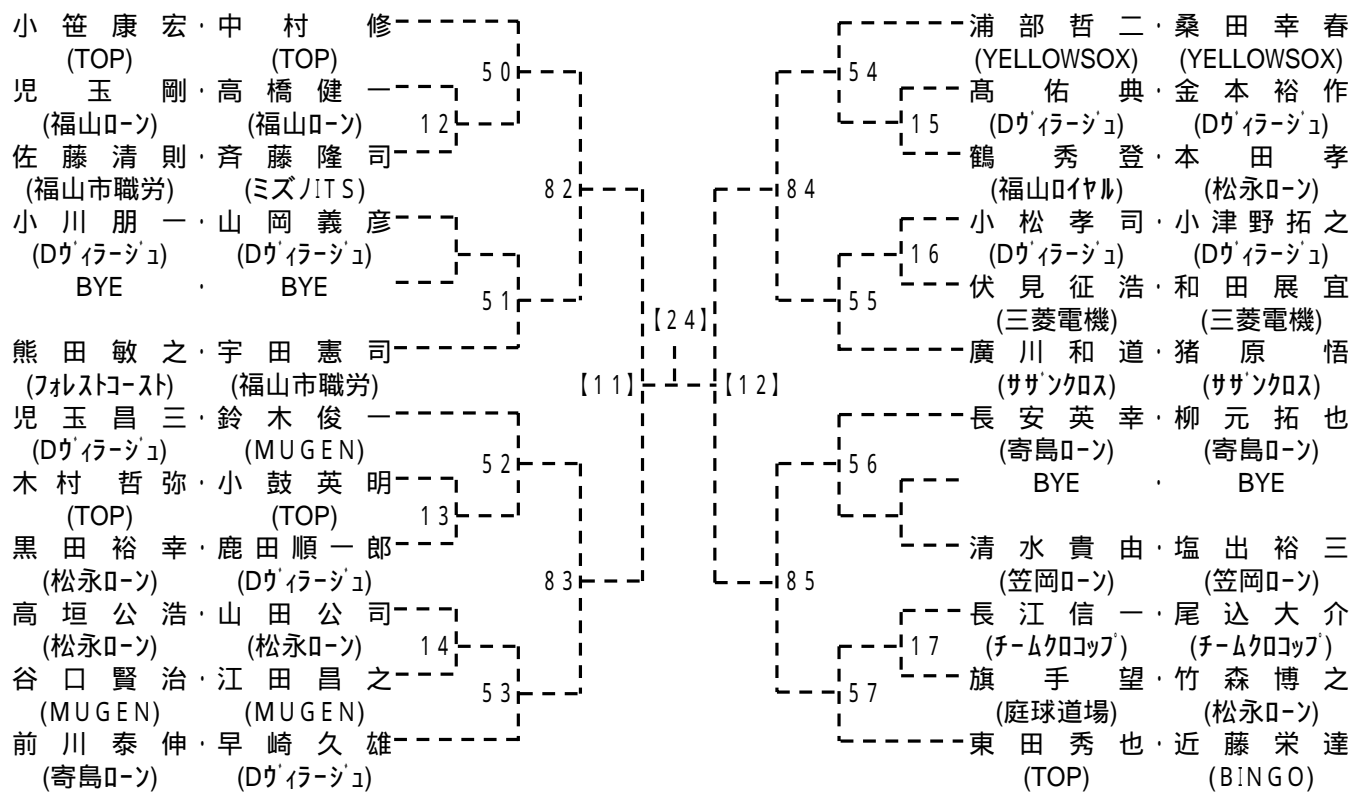 小笹康宏・中村修
(TOP) (TOP)
50
児玉剛・高橋健一
(福山ローン) (福山ローン)
12
佐藤清則・斉藤隆司
(福山市職労) (ミズノITS)
82
小川朋一・山岡義彦
(Dヴィラージュ) (Dヴィラージュ)
BYE ・ BYE
51
熊田敏之・宇田憲司
(フォレストコースト) (福山市職労)
【11】
児玉昌三・鈴木俊一
(Dヴィラージュ) (MUGEN)
52
木村哲弥・小鼓英明
(TOP) (TOP)
13
黒田裕幸・鹿田順一郎
(松永ローン) (Dヴィラージュ)
83
高垣公浩・山田公司
(松永ローン) (松永ローン)
14
谷口賢治・江田昌之
(MUGEN) (MUGEN)
53
前川泰伸・早崎久雄
(寄島ローン) (Dヴィラージュ)
【24】
浦部哲二・桑田幸春
(YELLOWSOX) (YELLOWSOX)
54
髙佑典・金本裕作
(Dヴィラージュ) (Dヴィラージュ)
15
鶴秀登・本田孝
(福山ロイヤル) (松永ローン)
84
小松孝司・小津野拓之
(Dヴィラージュ) (Dヴィラージュ)
16
伏見征浩・和田展宜
(三菱電機) (三菱電機)
55
廣川和道・猪原悟
(サザンクロス) (サザンクロス)
【12】
長安英幸・柳元拓也
(寄島ローン) (寄島ローン)
56
BYE ・ BYE
清水貴由・塩出裕三
(笠岡ローン) (笠岡ローン)
85
長江信一・尾込大介
(チームクロコップ) (チームクロコップ)
17
旗手望・竹森博之
(庭球道場) (松永ローン)
57
東田秀也・近藤栄達
(TOP) (BINGO)